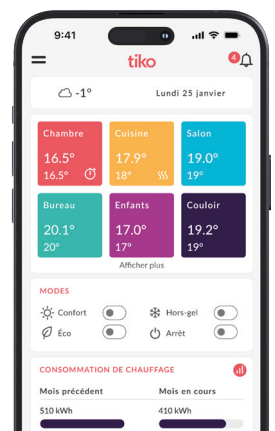 9:41
tiko
4
-1° Lundi 25 janvier
Chambre Cuisine Salon
16.5° 17.9° 19.0°
16.5° 18° 19°
Bureau Enfants Couloir
20.1° 17.0° 19.2°
20° 17° 19°
Afficher plus
MODES
Confort Hors-gel
Éco Arrêt
CONSOMMATION DE CHAUFFAGE
Mois précédent Mois en cours
510 kWh 410 kWh